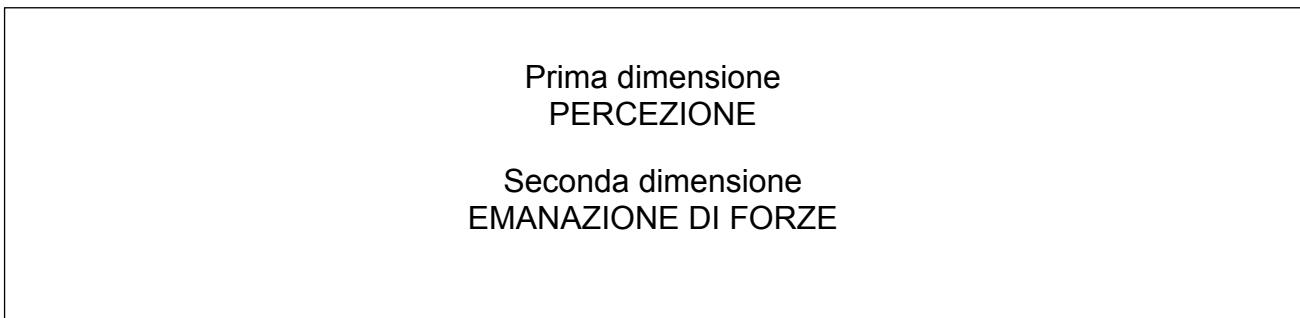 Prima dimensione
PERCEZIONE
Seconda dimensione
EMANAZIONE DI FORZE